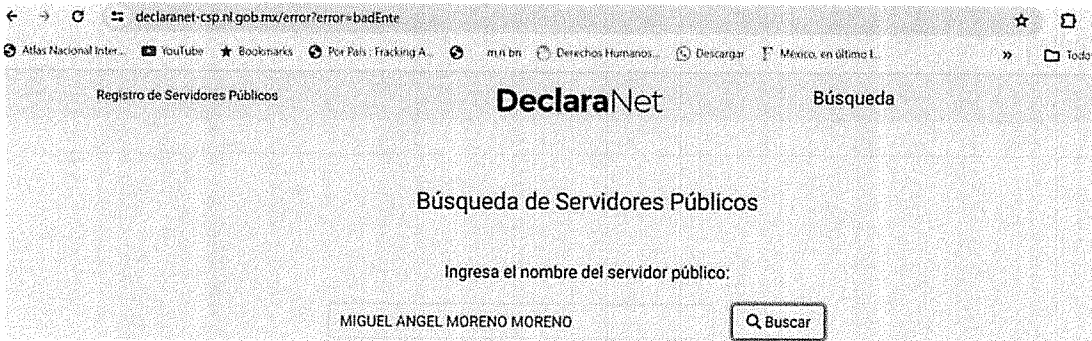 declaranet-csp.nl.gob.mx/error?error=badEnte
Atlas Nacional Inter... YouTube Bookmarks Por País : Tracking A... m.n bn Derechos Humanos... Descargar México, en último l... » Todo
Registro de Servidores Públicos DeclaraNet Búsqueda
Búsqueda de Servidores Públicos
Ingresa el nombre del servidor público:
MIGUEL ANGEL MORENO MORENO Buscar